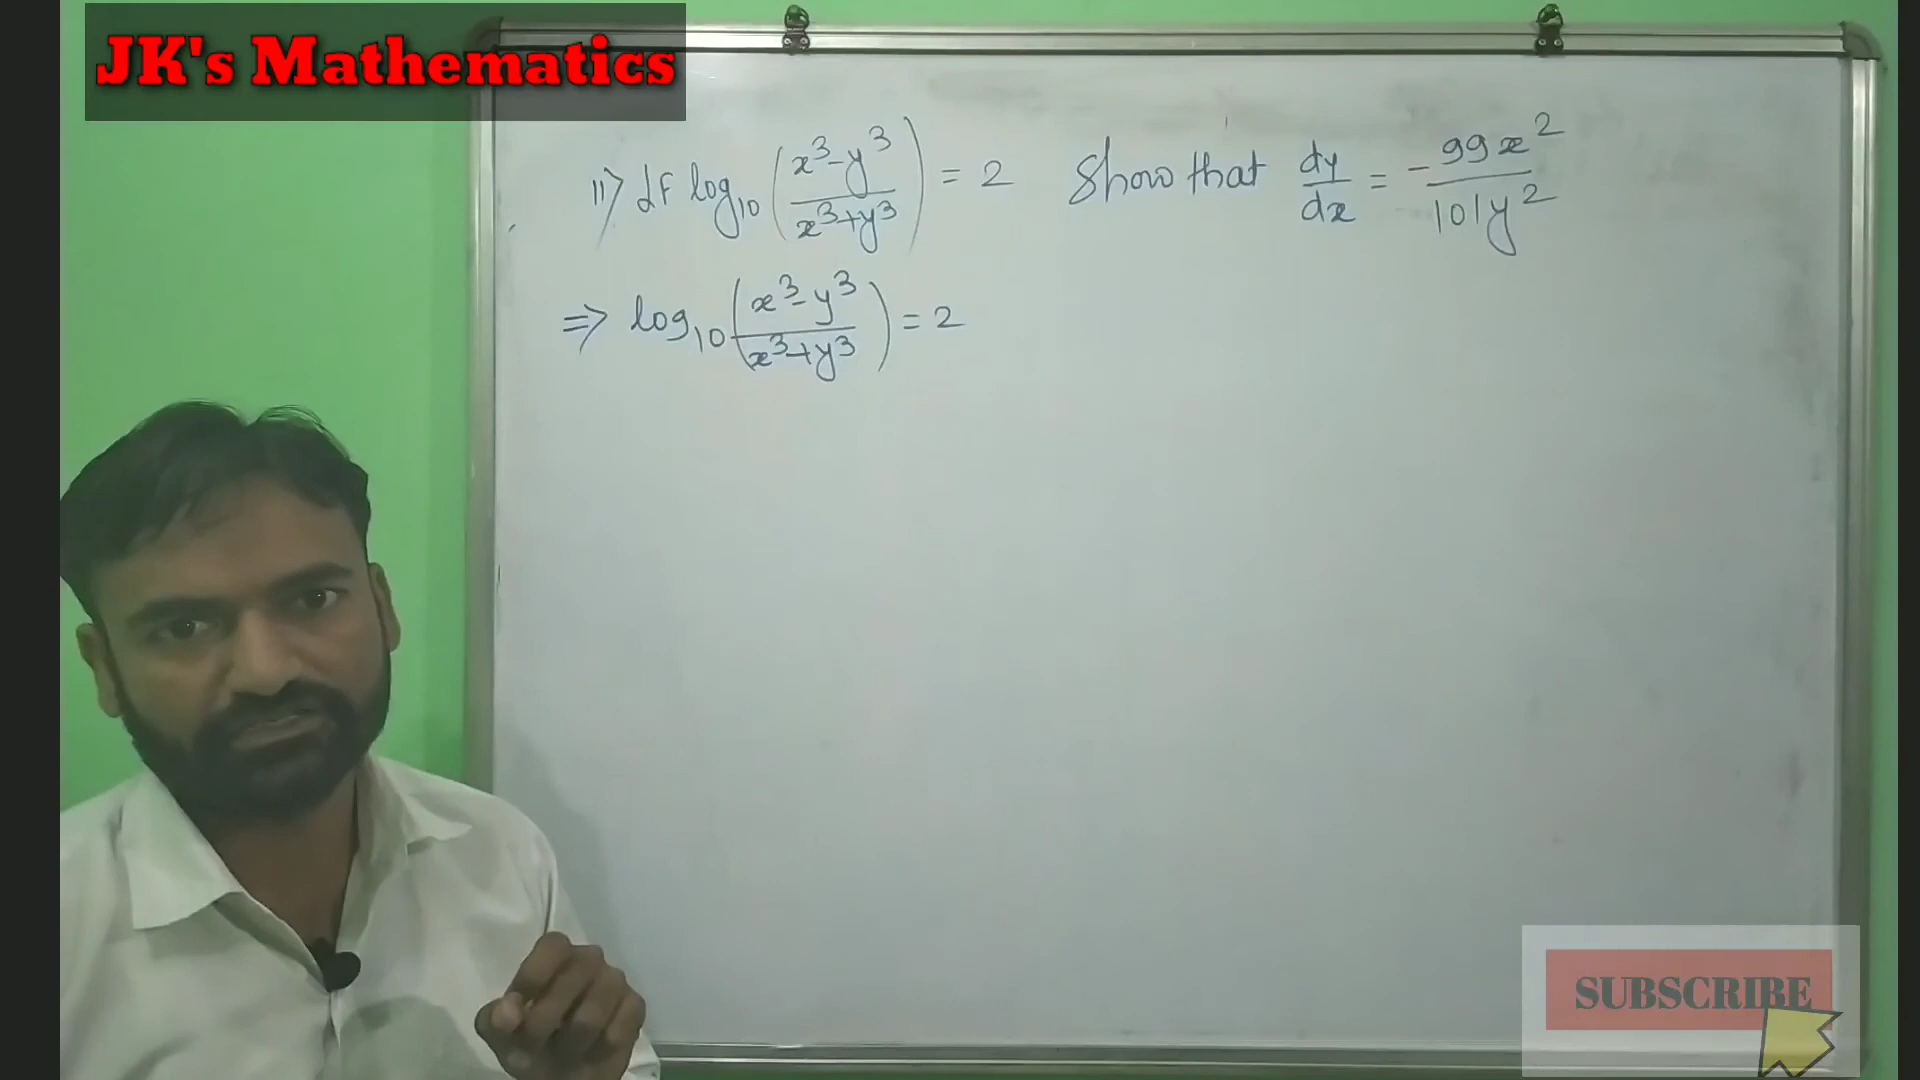 JK's Mathematics
11) If log₁₀ (x³-y³ / x³+y³) = 2 Show that dy/dx = -99x² / 101y²
⇒ log₁₀ (x³-y³ / x³+y³) = 2
SUBSCRIBE